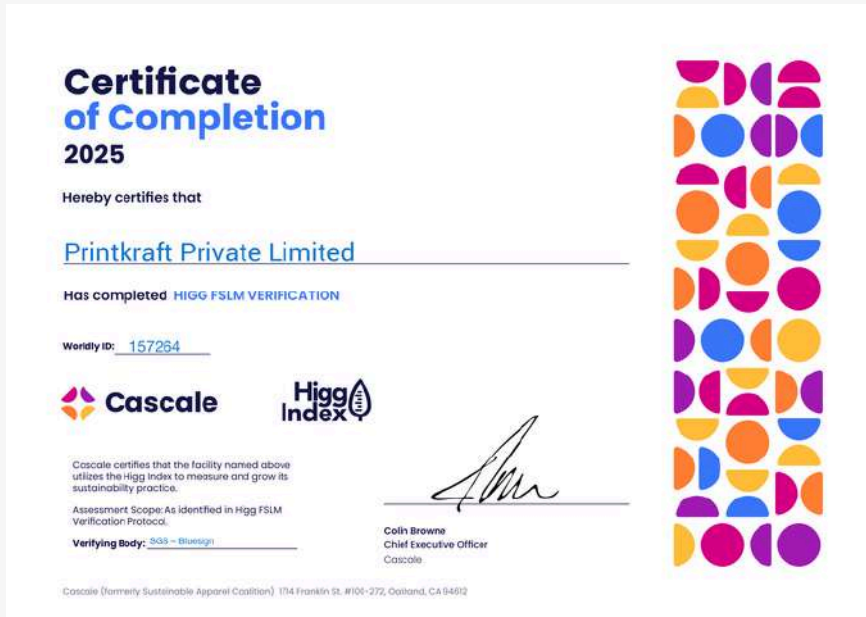 Certificate
of Completion
2025
Hereby certifies that
Printkraft Private Limited
Has completed HIGG FSLM VERIFICATION
Worldly ID: 157264
Cascale
Higg
Index
Cascale certifies that the facility named above
utilizes the Higg Index to measure and grow its
sustainability practice.
Assessment Scope: As identified in Higg FSLM
Verification Protocol.
Verifying Body: SGS – Bluesign
Colin Browne
Chief Executive Officer
Cascale
Cascale (formerly Sustainable Apparel Coalition) 1714 Franklin St. #100-272, Oakland, CA 94612